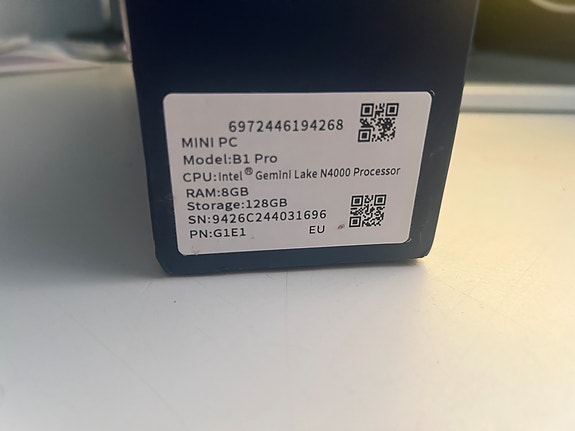 6972446194268
MINI PC
Model:B1 Pro
CPU:Intel® Gemini Lake N4000 Processor
RAM:8GB
Storage:128GB
SN:9426C244031696
PN:G1E1 EU